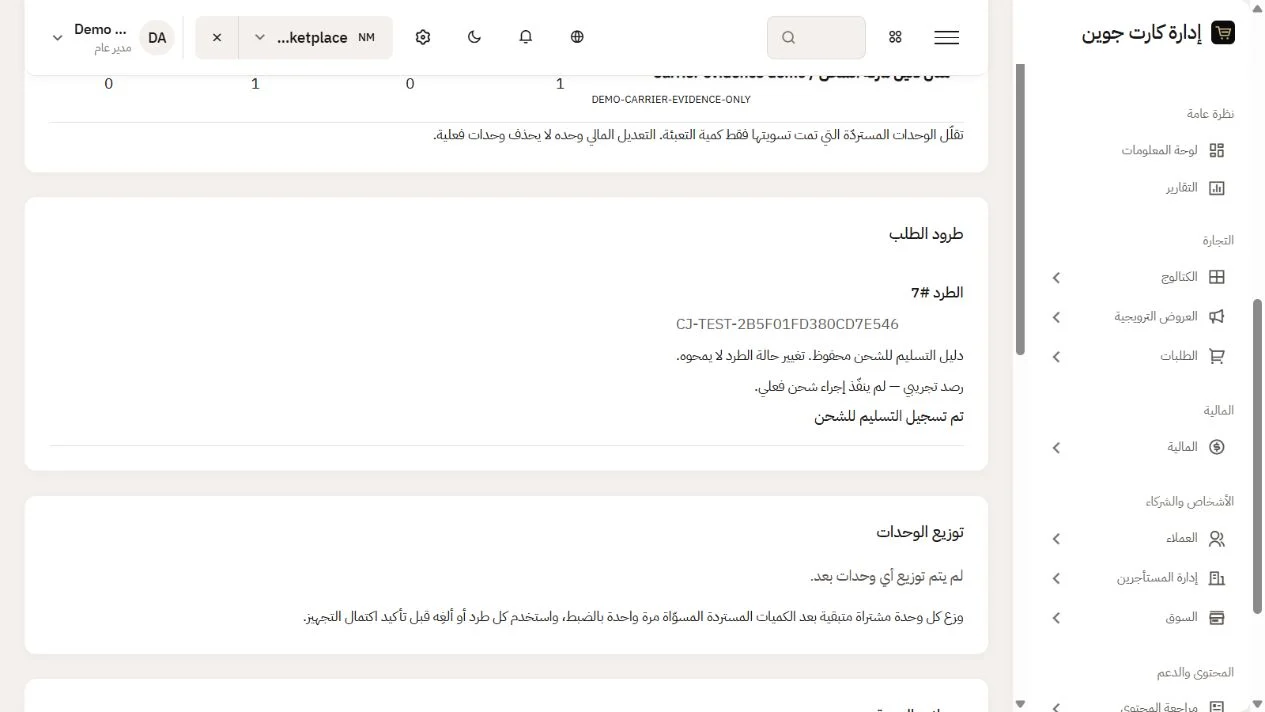 إدارة كارت جوين
نظرة عامة
لوحة المعلومات
التقارير
التجارة
الكتالوج
العروض الترويجية
الطلبات
المالية
المالية
الأشخاص والشركاء
العملاء
إدارة المستأجرين
السوق
المحتوى والدعم
مراجعة المحتوى
NM
...ketplace
DA
Demo ...
مدير عام
DEMO-CARRIER-EVIDENCE-ONLY
1
0
1
0
تقلّل الوحدات المستردّة التي تمت تسويتها فقط كمية التعبئة. التعديل المالي وحده لا يحذف وحدات فعلية.
طرود الطلب
الطرد #7
CJ-TEST-2B5F01FD380CD7E546
دليل التسليم للشحن محفوظ. تغيير حالة الطرد لا يمحوه.
رصد تجريبي — لم ينفّذ إجراء شحن فعلي.
تم تسجيل التسليم للشحن
توزيع الوحدات
لم يتم توزيع أي وحدات بعد.
وزع كل وحدة مشتراة متبقية بعد الكميات المستردة المسوّاة مرة واحدة بالضبط، واستخدم كل طرد أو ألغِه قبل تأكيد اكتمال التجهيز.